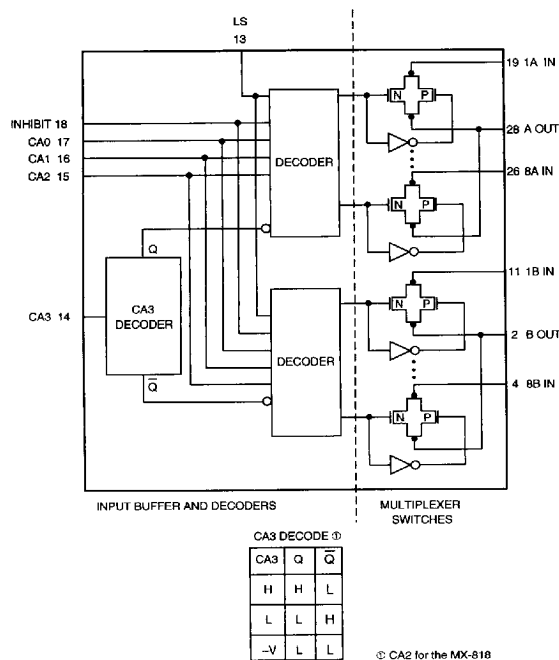 LS
13
19 1A IN
N P
INHIBIT 18
CA0 17
28 A OUT
CA1 16
DECODER
CA2 15
26 8A IN
N P
Q
11 1B IN
CA3
DECODER
N P
CA3 14
2 B OUT
DECODER
Q̅
4 8B IN
N P
INPUT BUFFER AND DECODERS
MULTIPLEXER
SWITCHES
CA3 DECODE ①
CA3 Q Q̅
H H L
L L H
–V L L
① CA2 for the MX-818